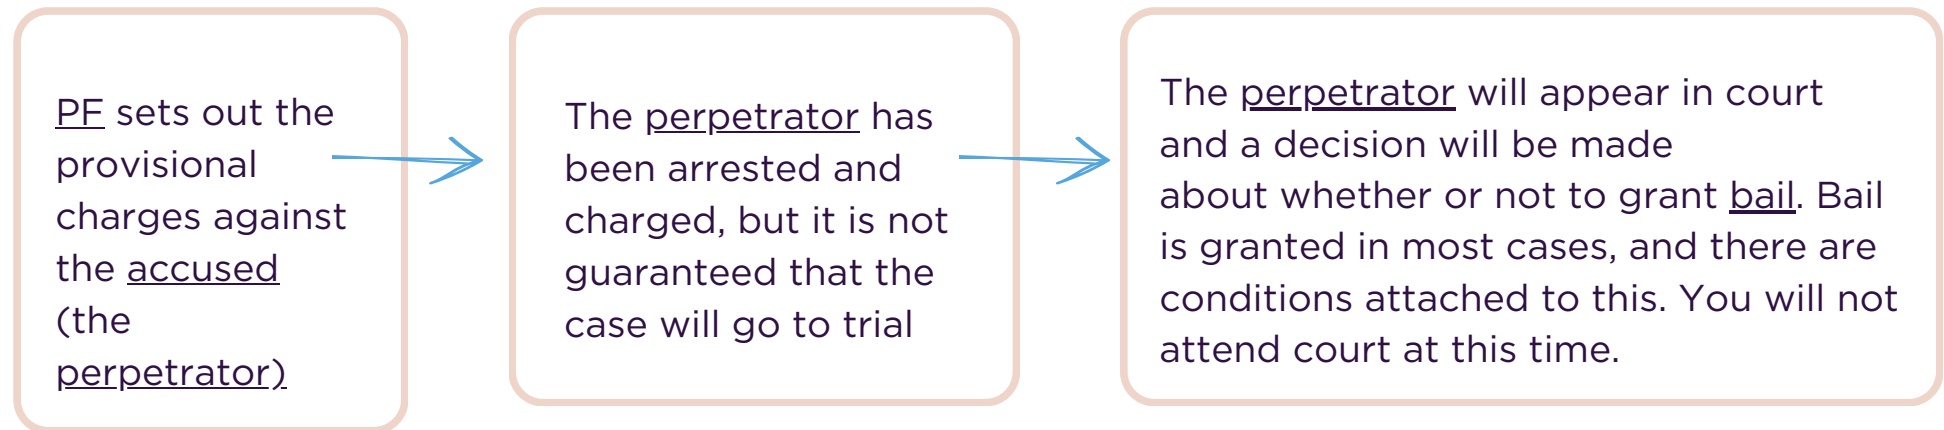 PF sets out the
provisional
charges against
the accused
(the
perpetrator)
The perpetrator has
been arrested and
charged, but it is not
guaranteed that the
case will go to trial
The perpetrator will appear in court
and a decision will be made
about whether or not to grant bail. Bail
is granted in most cases, and there are
conditions attached to this. You will not
attend court at this time.